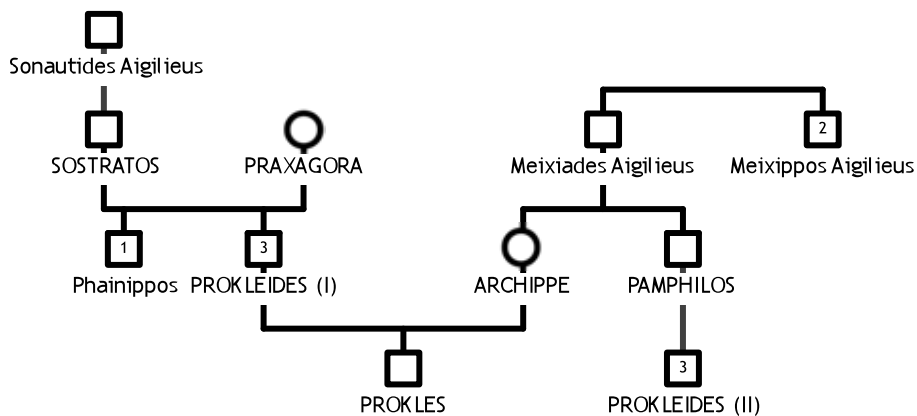 Sonautides Aigilieus
2
SOSTRATOS PRAXAGORA Meixiades Aigilieus Meixippos Aigilieus
1 3
Phainippos PROKLEIDES (I) ARCHIPPE PAMPHILOS
3
PROKLES PROKLEIDES (II)